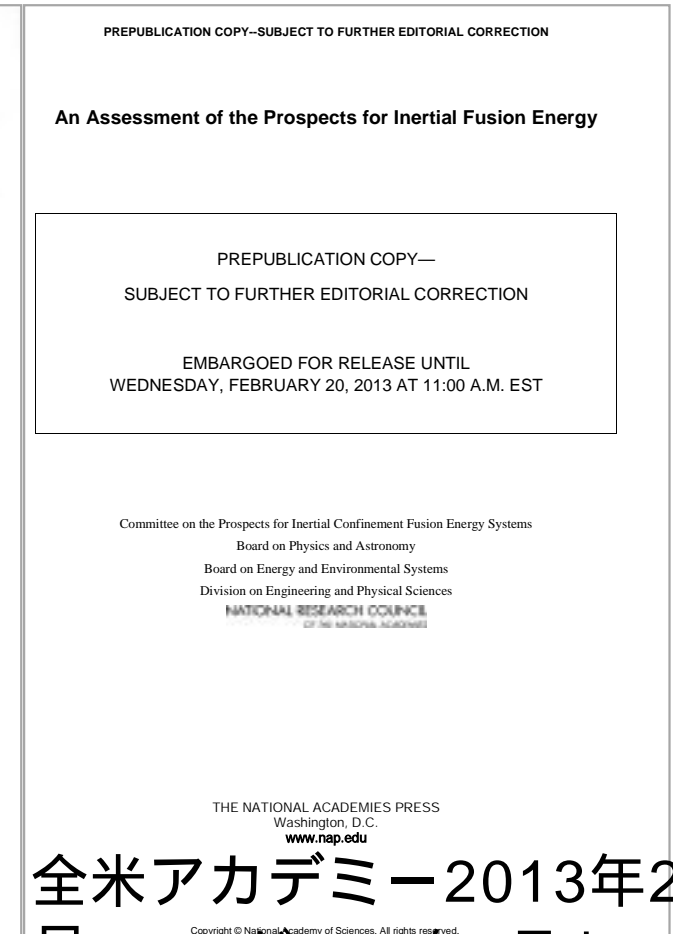 PREPUBLICATION COPY--SUBJECT TO FURTHER EDITORIAL CORRECTION
An Assessment of the Prospects for Inertial Fusion Energy
PREPUBLICATION COPY—
SUBJECT TO FURTHER EDITORIAL CORRECTION
EMBARGOED FOR RELEASE UNTIL
WEDNESDAY, FEBRUARY 20, 2013 AT 11:00 A.M. EST
Committee on the Prospects for Inertial Confinement Fusion Energy Systems
Board on Physics and Astronomy
Board on Energy and Environmental Systems
Division on Engineering and Physical Sciences
NATIONAL RESEARCH COUNCIL
OF THE NATIONAL ACADEMIES
THE NATIONAL ACADEMIES PRESS
Washington, D.C.
www.nap.edu
全米アカデミー2013年2
Copyright © National Academy of Sciences. All rights reserved.